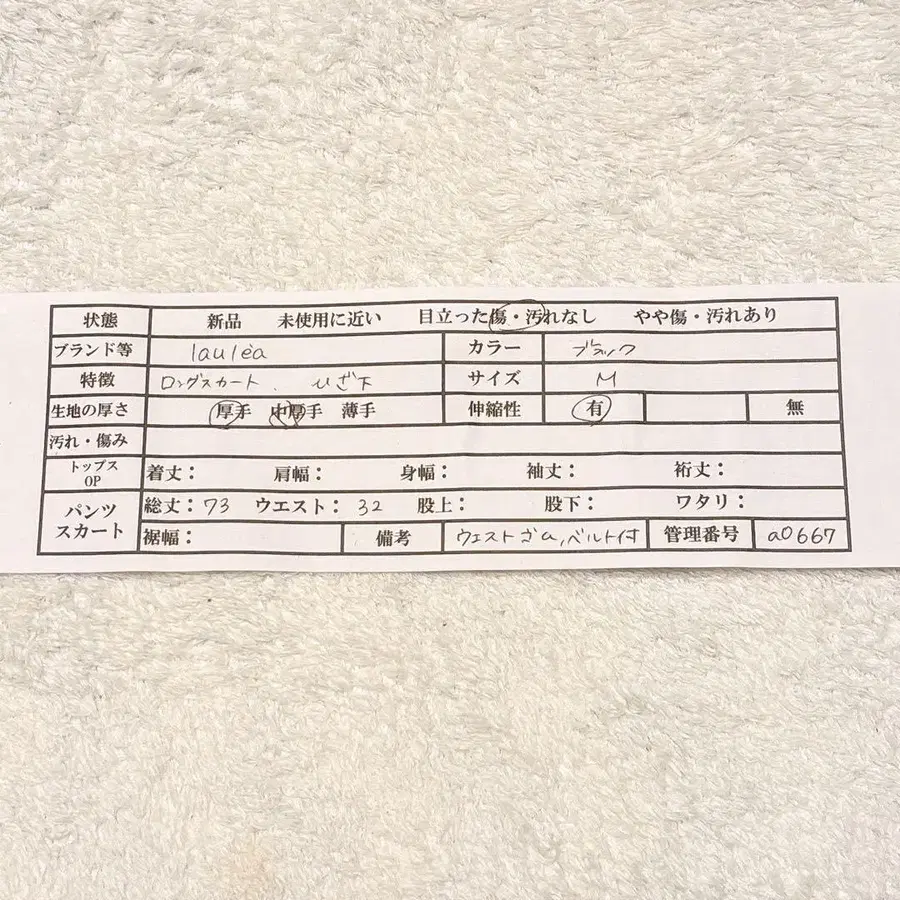 状態 新品 未使用に近い 目立った傷・汚れなし やや傷・汚れあり
ブランド等 lauléa カラー ブラック
特徴 ロングスカート、ひざ下 サイズ M
生地の厚さ 厚手 中厚手 薄手 伸縮性 有 無
汚れ・傷み
トップス OP 着丈: 肩幅: 身幅: 袖丈: 裄丈:
パンツ スカート 総丈:73 ウエスト:32 股上: 股下: ワタリ:
裾幅: 備考 ウエストゴム,ベルト付 管理番号 a0667